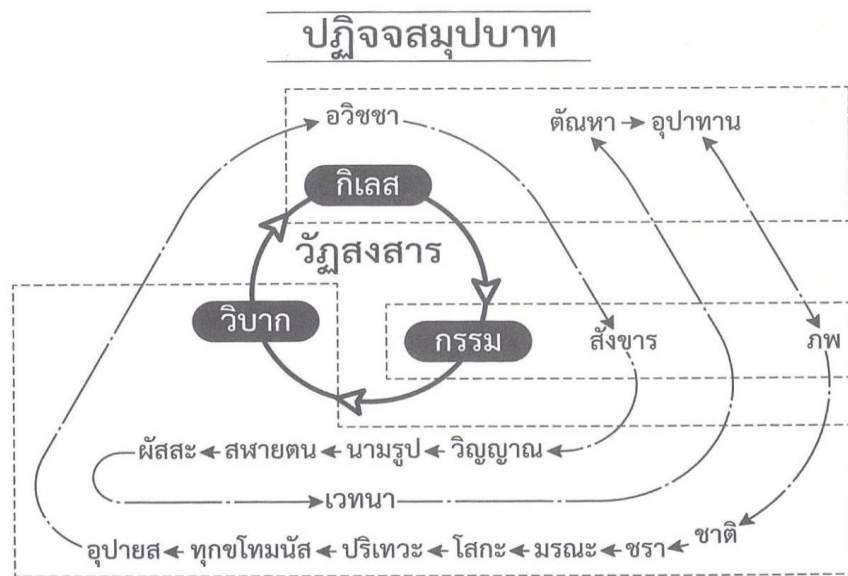 ปฏิจจสมุปบาท
อวิชชา ตัณหา อุปาทาน
กิเลส
วัฏสงสาร
วิบาก กรรม สังขาร ภพ
ผัสสะ สหายตน นามรูป วิญญาณ
เวทนา
อุปายส ทุกขโทมนัส ปริเทวะ โสกะ มรณะ ชรา ชาติ